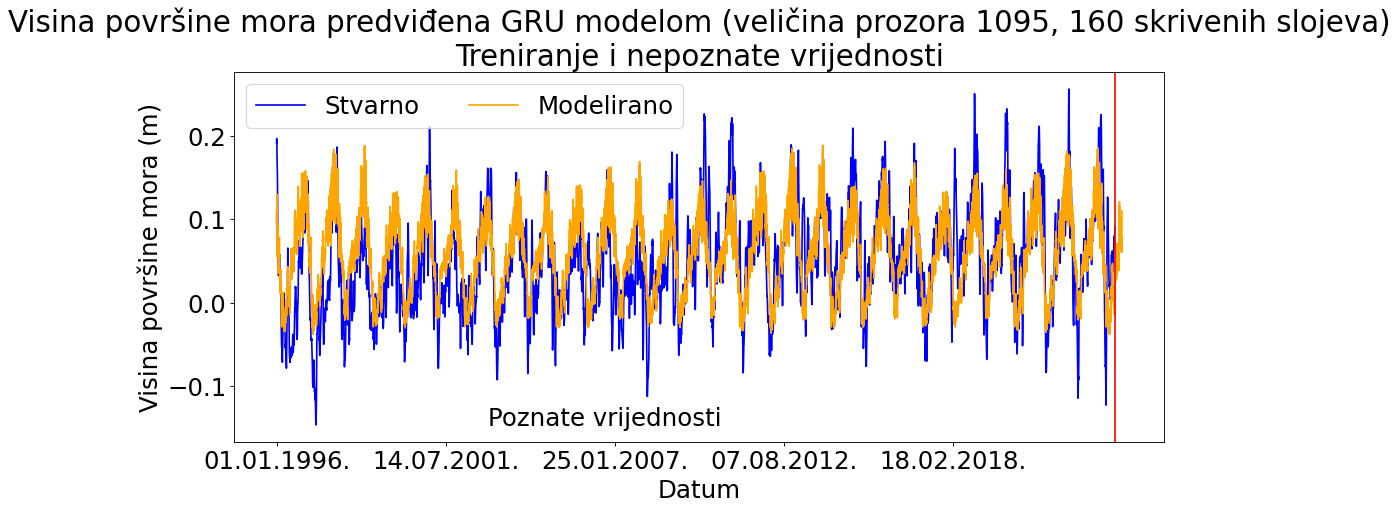 Visina površine mora predviđena GRU modelom (veličina prozora 1095, 160 skrivenih slojeva)
Treniranje i nepoznate vrijednosti
Stvarno
Modelirano
Visina površine mora (m)
0.2
0.1
0.0
−0.1
Poznate vrijednosti
01.01.1996.
14.07.2001.
25.01.2007.
07.08.2012.
18.02.2018.
Datum